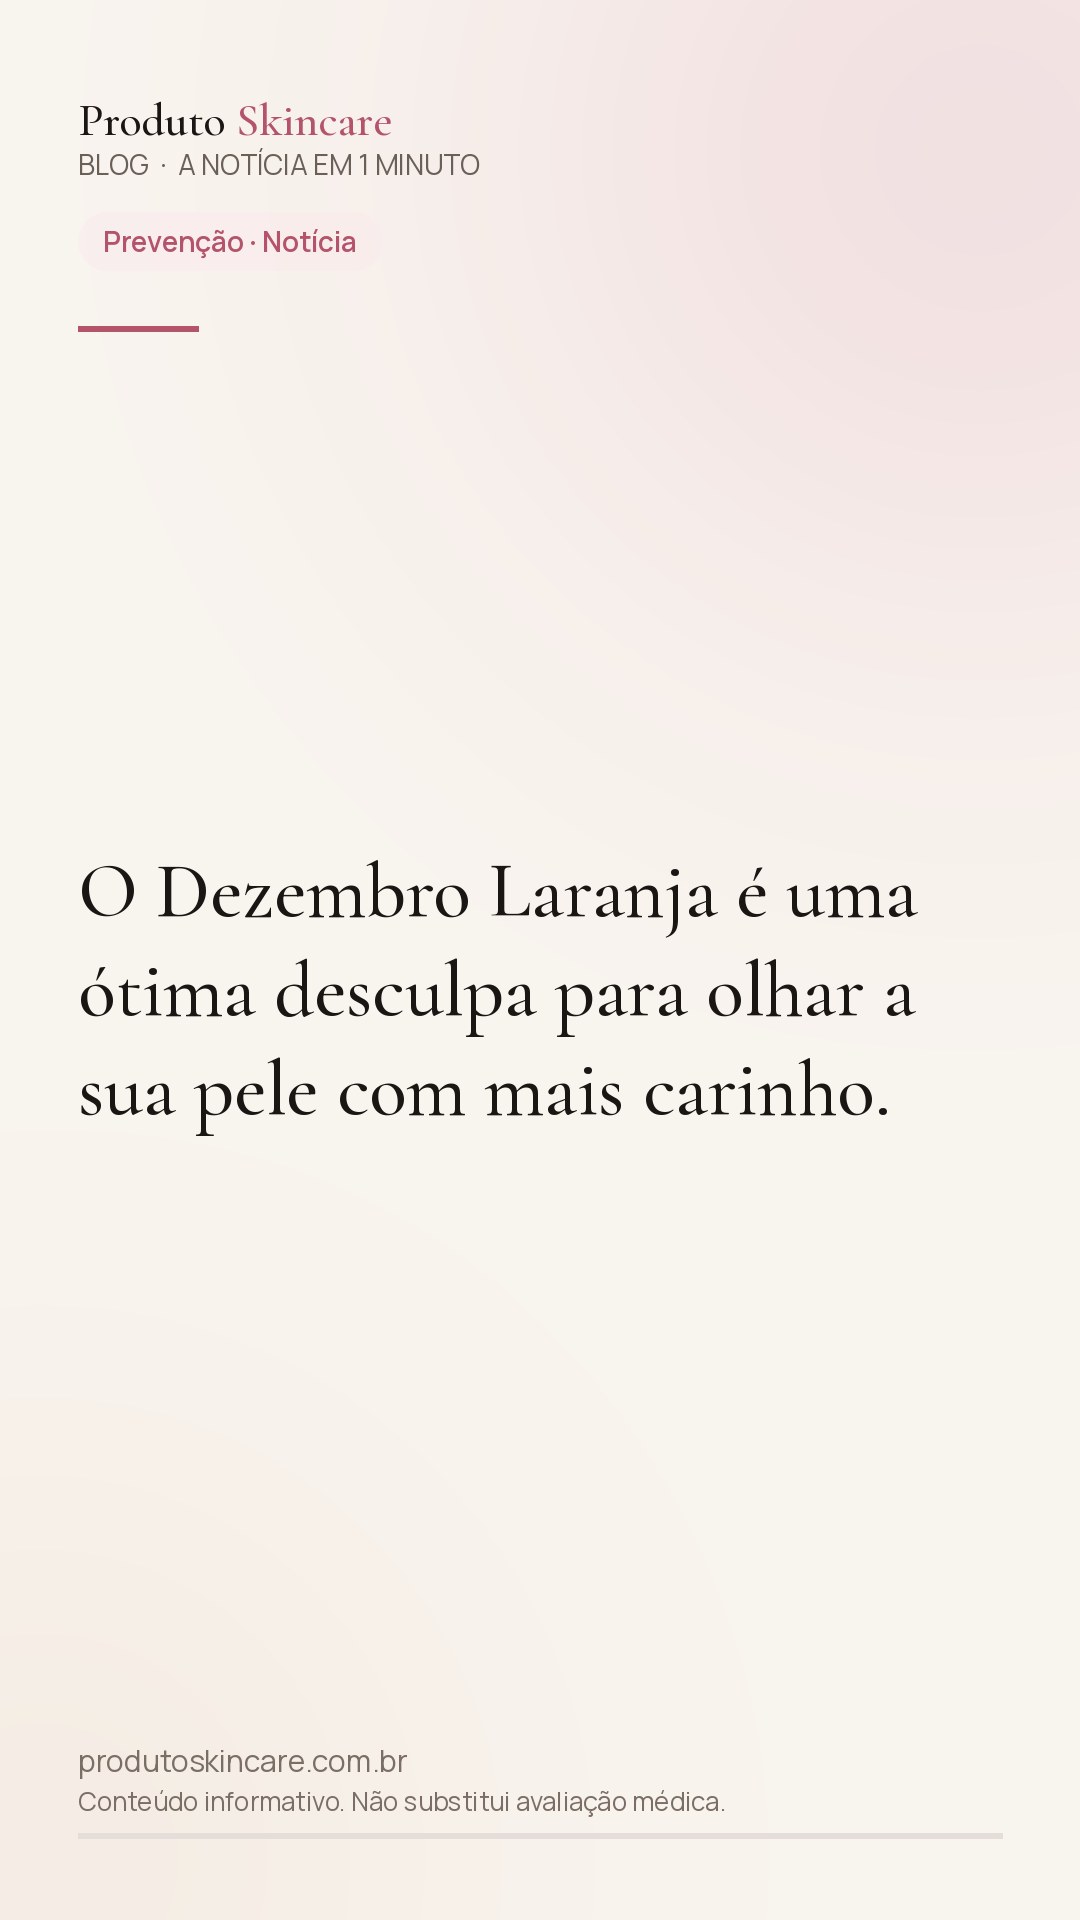 Produto Skincare
BLOG · A NOTÍCIA EM 1 MINUTO
Prevenção · Notícia
O Dezembro Laranja é uma
ótima desculpa para olhar a
sua pele com mais carinho.
produtoskincare.com.br
Conteúdo informativo. Não substitui avaliação médica.